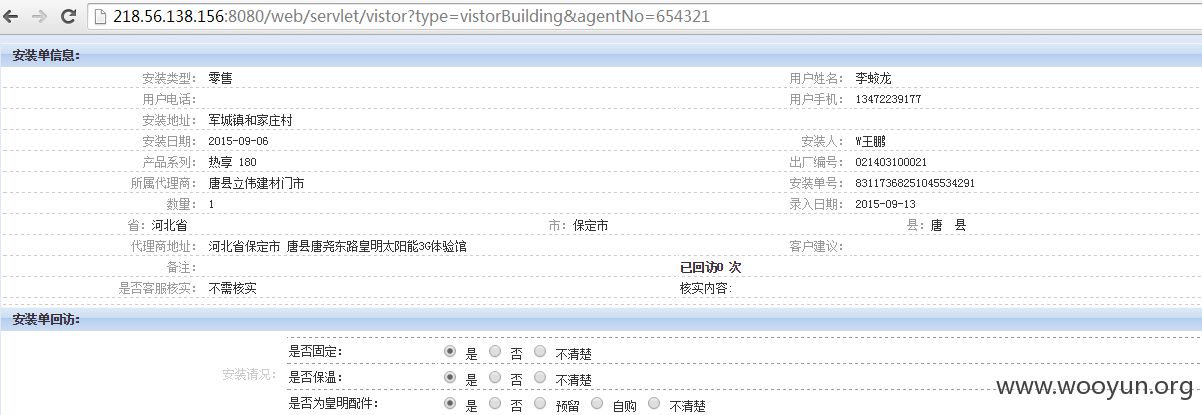 218.56.138.156:8080/web/servlet/vistor?type=vistorBuilding&agentNo=654321
安装单信息:
安装类型: 零售 用户姓名: 李蛟龙
用户电话: 用户手机: 13472239177
安装地址: 军城镇和家庄村
安装日期: 2015-09-06 安装人: W王鹏
产品系列: 热享 180 出厂编号: 021403100021
所属代理商: 唐县立伟建材门市 安装单号: 83117368251045534291
数量: 1 录入日期: 2015-09-13
省: 河北省 市: 保定市 县: 唐 县
代理商地址: 河北省保定市 唐县唐尧东路皇明太阳能3G体验馆 客户建议:
备注: 已回访0 次
是否客服核实: 不需核实 核实内容:
安装单回访:
安装情况:
是否固定: 是 否 不清楚
是否保温: 是 否 不清楚
是否为皇明配件: 是 否 预留 自购 不清楚
www.wooyun.org